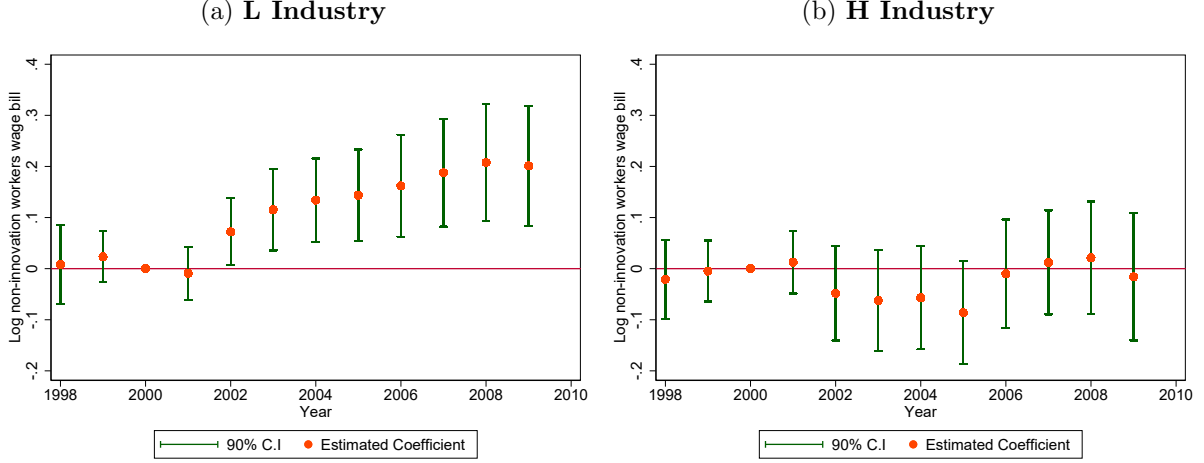 (a) L Industry
Log non-innovation workers wage bill
.4
.3
.2
.1
0
-.1
-.2
1998 2000 2002 2004 2006 2008 2010
Year
90% C.I Estimated Coefficient
(b) H Industry
Log non-innovation workers wage bill
.4
.3
.2
.1
0
-.1
-.2
1998 2000 2002 2004 2006 2008 2010
Year
90% C.I Estimated Coefficient